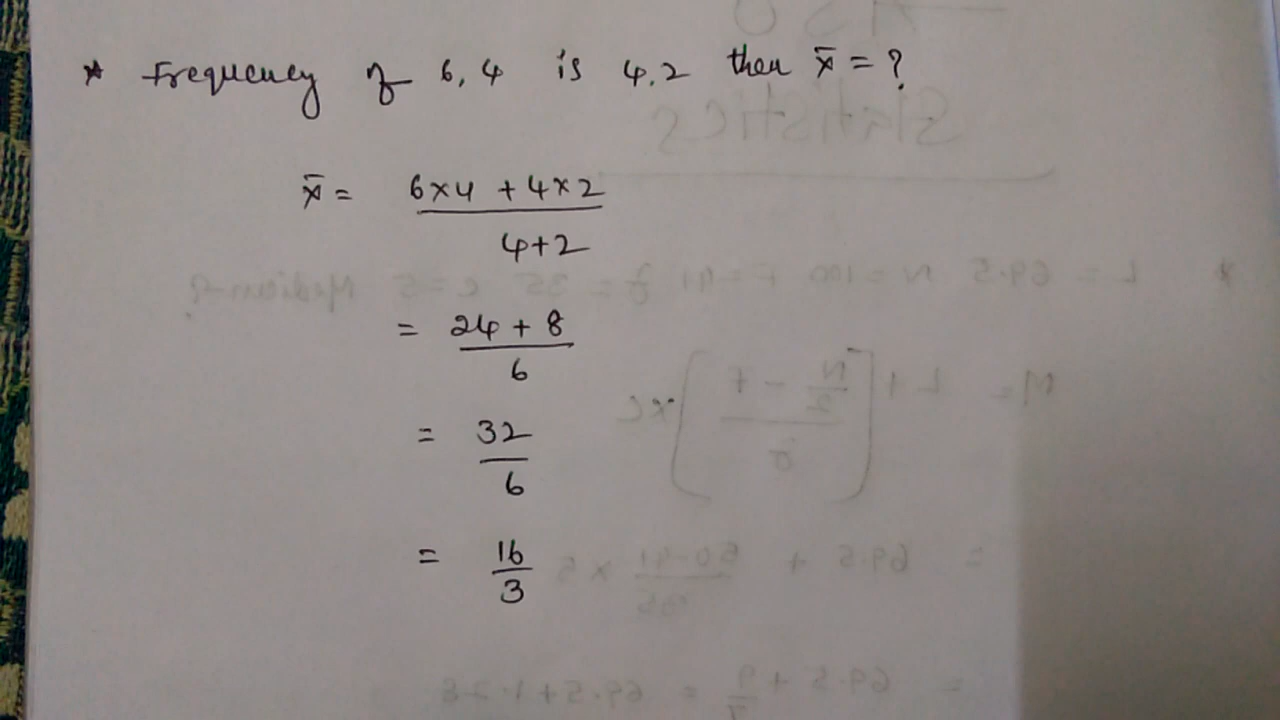 * Frequency of 6, 4 is 4, 2 then x̄ = ?
x̄ = 6×4 + 4×2
4+2
= 24 + 8
6
= 32
6
= 16
3